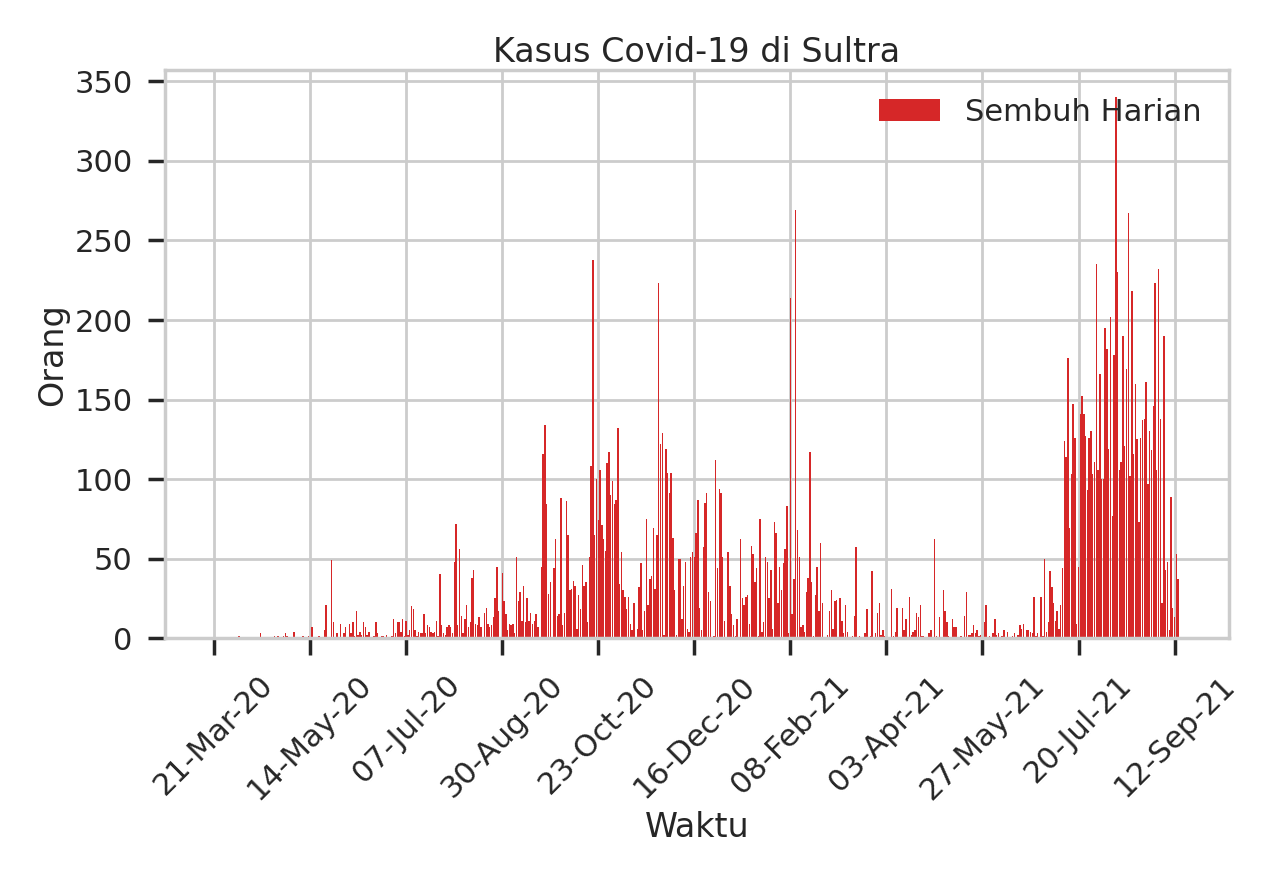 Kasus Covid-19 di Sultra
Sembuh Harian
Orang
350
300
250
200
150
100
50
0
21-Mar-20
14-May-20
07-Jul-20
30-Aug-20
23-Oct-20
16-Dec-20
08-Feb-21
03-Apr-21
27-May-21
20-Jul-21
12-Sep-21
Waktu